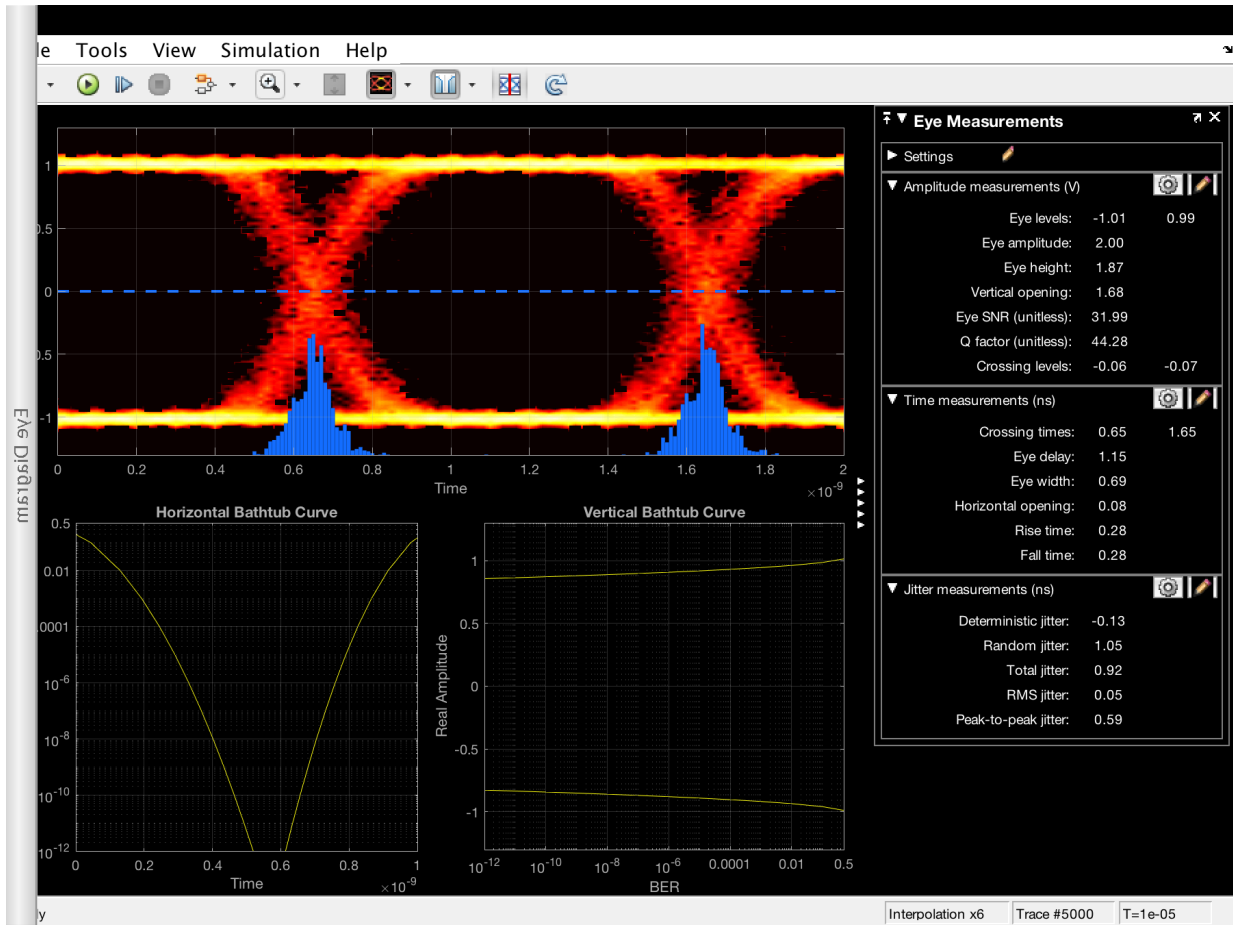 le Tools View Simulation Help
Eye Diagram
1
0.5
0
0.5
-1
0 0.2 0.4 0.6 0.8 1 1.2 1.4 1.6 1.8 2
Time
×10⁻⁹
Horizontal Bathtub Curve
0.5
0.01
.0001
10⁻⁶
10⁻⁸
10⁻¹⁰
10⁻¹²
0 0.2 0.4 0.6 0.8 1
Time
×10⁻⁹
Vertical Bathtub Curve
Real Amplitude
1
0.5
0
-0.5
-1
10⁻¹² 10⁻¹⁰ 10⁻⁸ 10⁻⁶ 0.0001 0.01 0.5
BER
Eye Measurements
Settings
Amplitude measurements (V)
Eye levels: -1.01 0.99
Eye amplitude: 2.00
Eye height: 1.87
Vertical opening: 1.68
Eye SNR (unitless): 31.99
Q factor (unitless): 44.28
Crossing levels: -0.06 -0.07
Time measurements (ns)
Crossing times: 0.65 1.65
Eye delay: 1.15
Eye width: 0.69
Horizontal opening: 0.08
Rise time: 0.28
Fall time: 0.28
Jitter measurements (ns)
Deterministic jitter: -0.13
Random jitter: 1.05
Total jitter: 0.92
RMS jitter: 0.05
Peak-to-peak jitter: 0.59
y
Interpolation x6 Trace #5000 T=1e-05